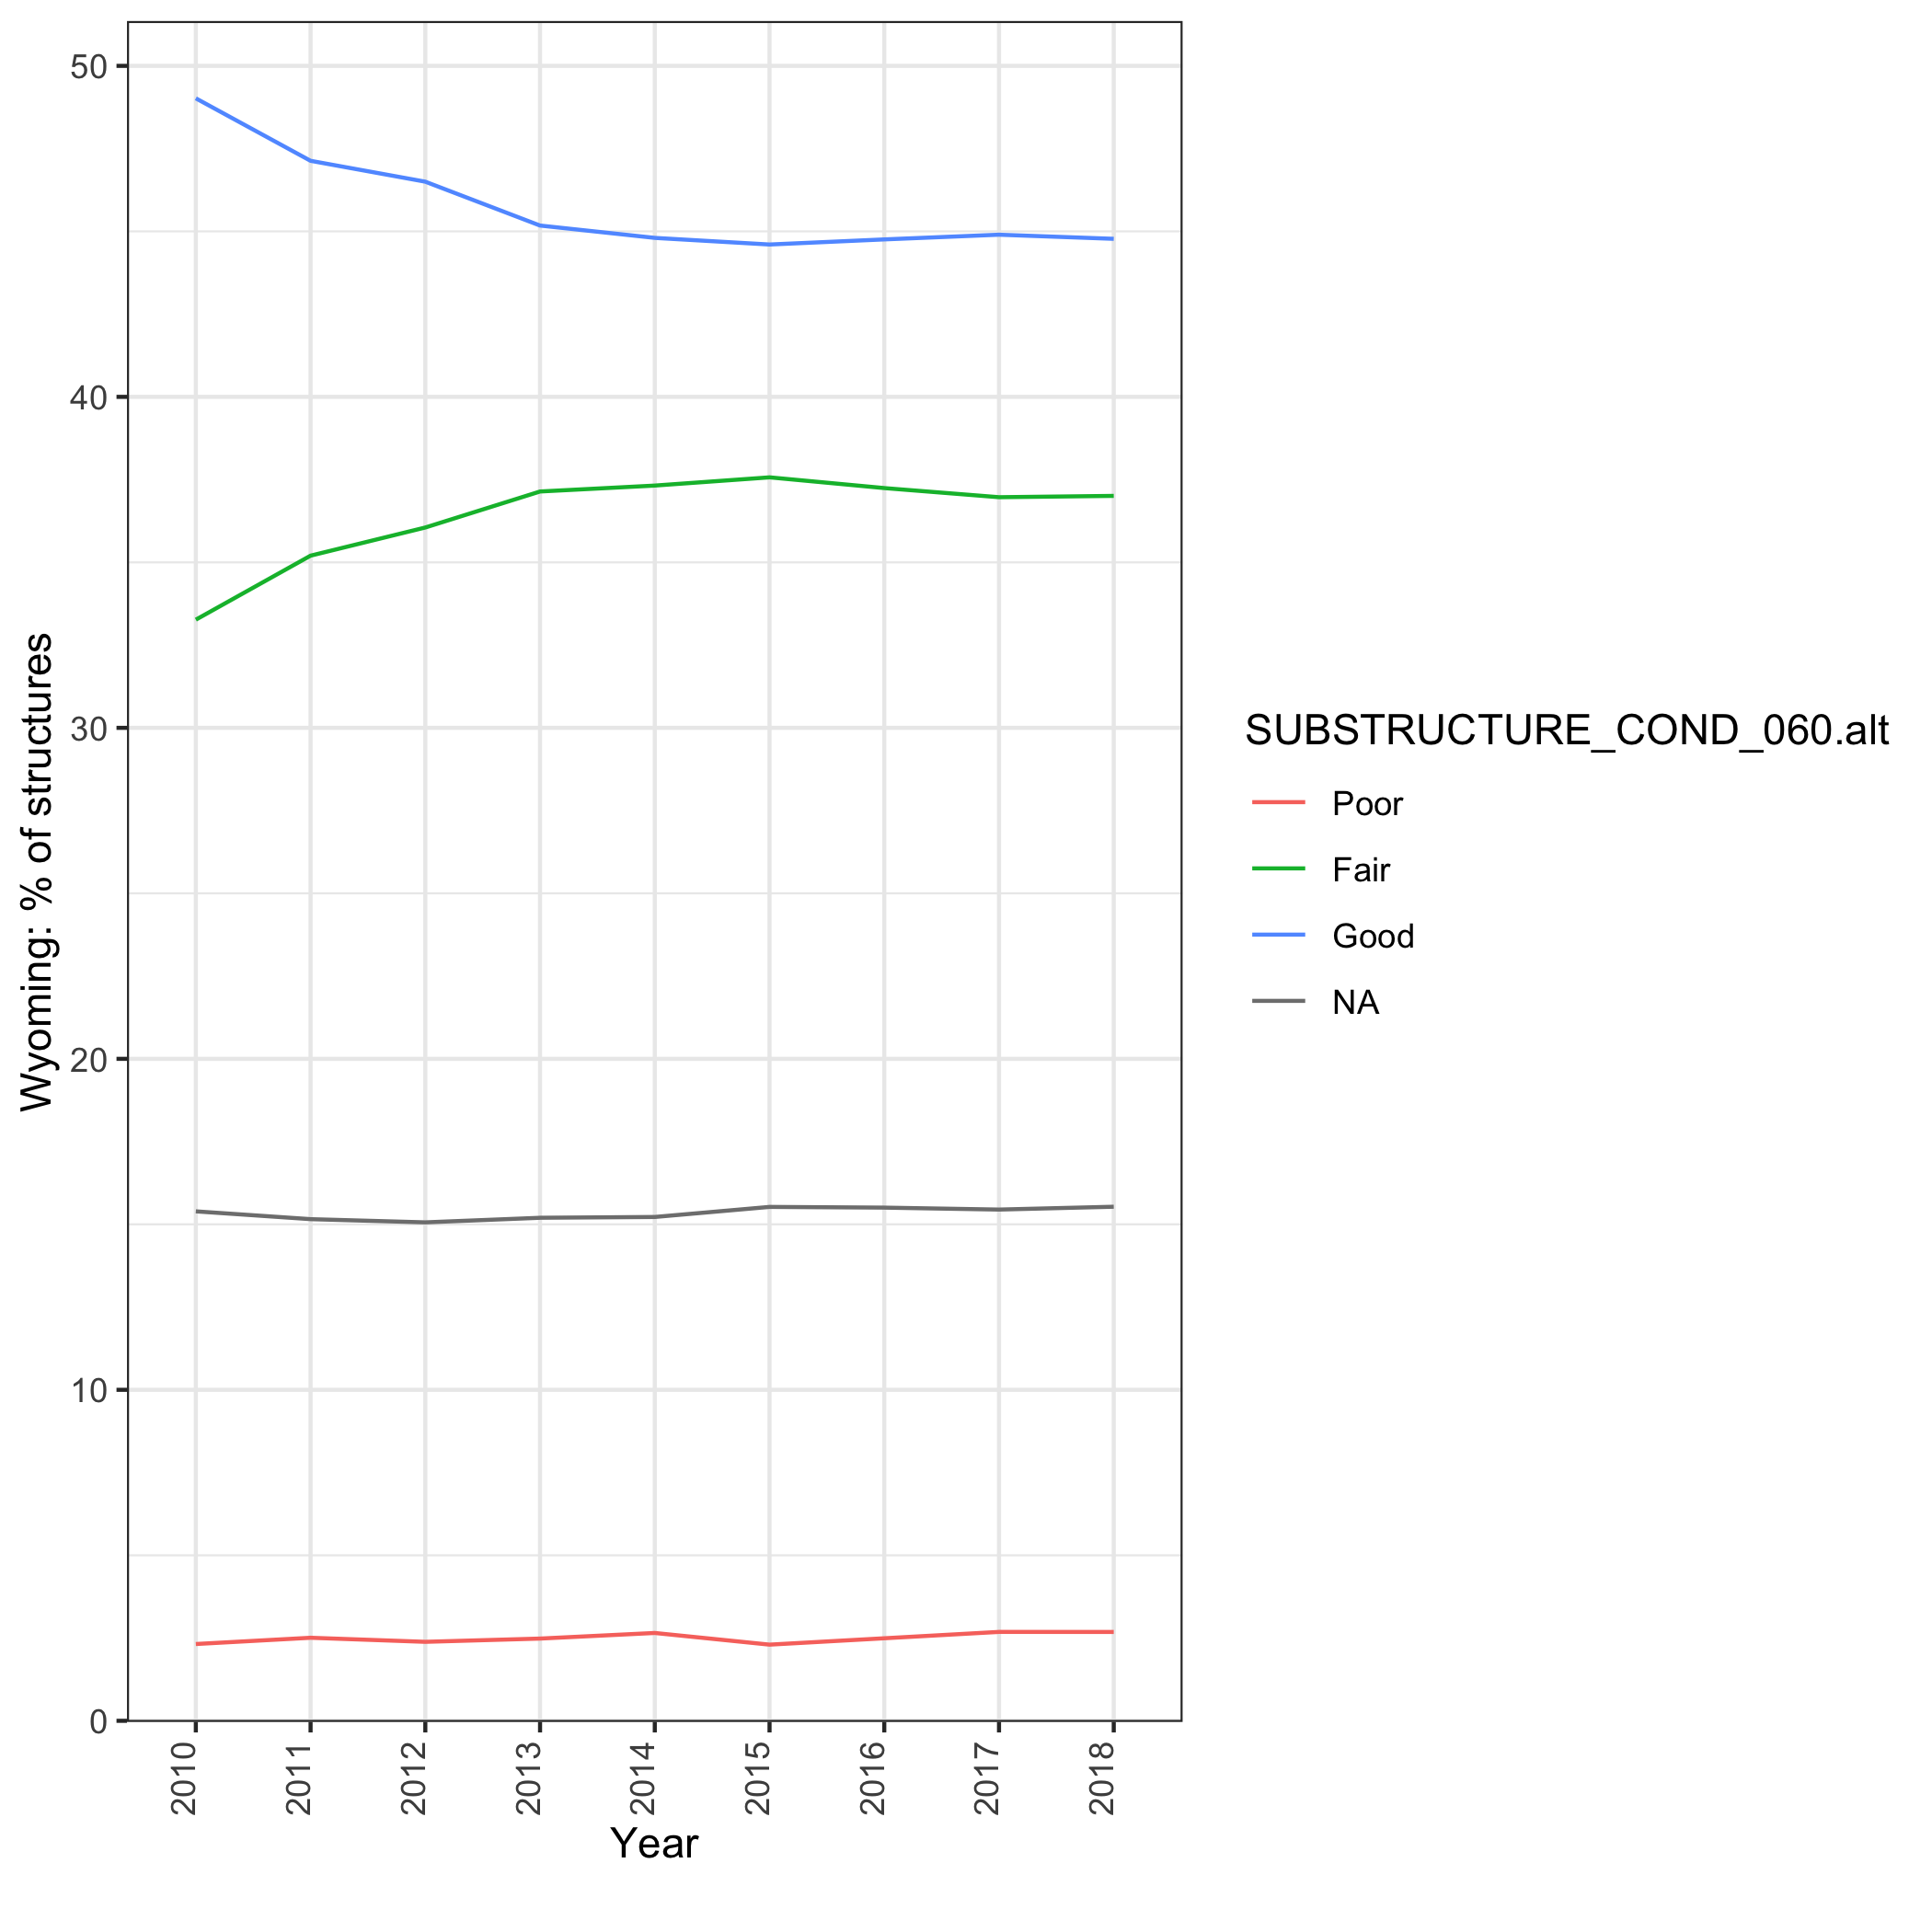 Wyoming: % of structures
50
40
30
20
10
0
2010
2011
2012
2013
2014
2015
2016
2017
2018
Year
SUBSTRUCTURE_COND_060.alt
Poor
Fair
Good
NA